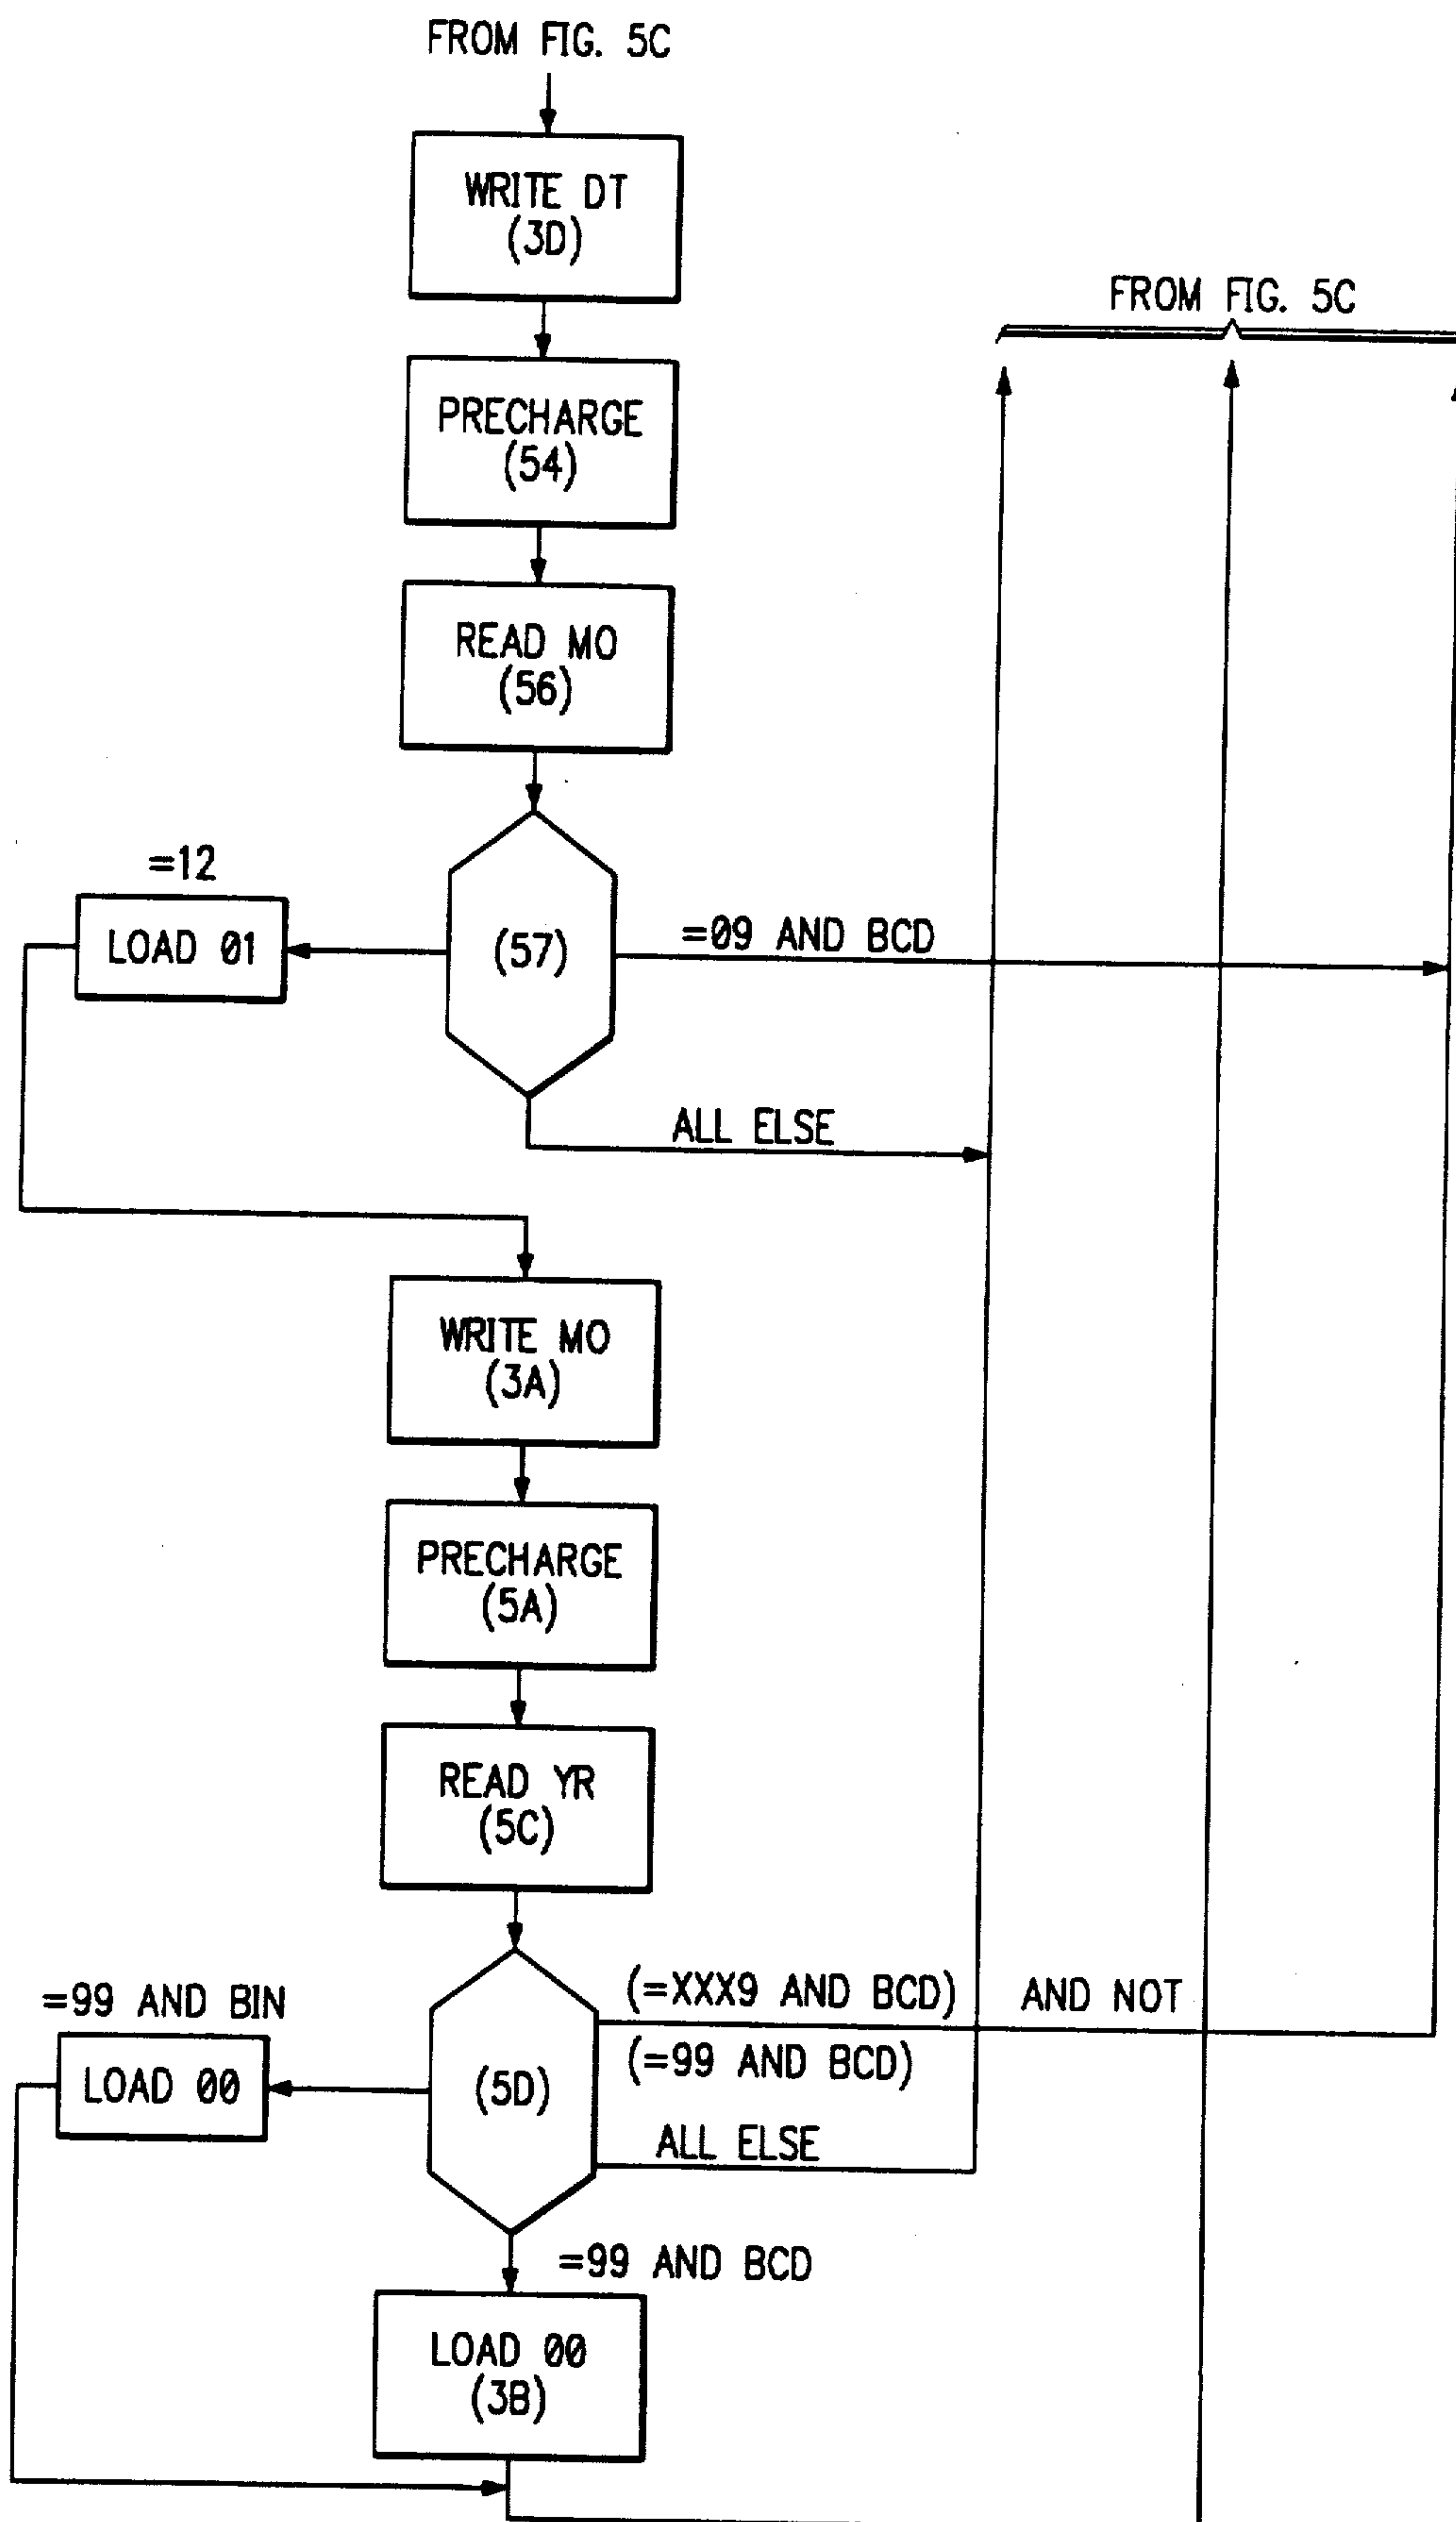 FROM FIG. 5C
WRITE DT
(3D)
FROM FIG. 5C
PRECHARGE
(54)
READ MO
(56)
=12
LOAD 01
(57)
=09 AND BCD
ALL ELSE
WRITE MO
(3A)
PRECHARGE
(5A)
READ YR
(5C)
=99 AND BIN
LOAD 00
(5D)
(=XXX9 AND BCD) AND NOT
(=99 AND BCD)
ALL ELSE
=99 AND BCD
LOAD 00
(3B)